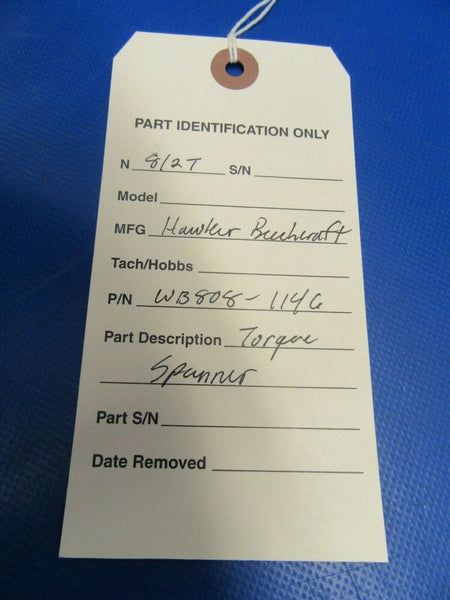 PART IDENTIFICATION ONLY
N 812T S/N
Model
MFG Hawker Beechcraft
Tach/Hobbs
P/N WB808-1146
Part Description Torque
Spanner
Part S/N
Date Removed